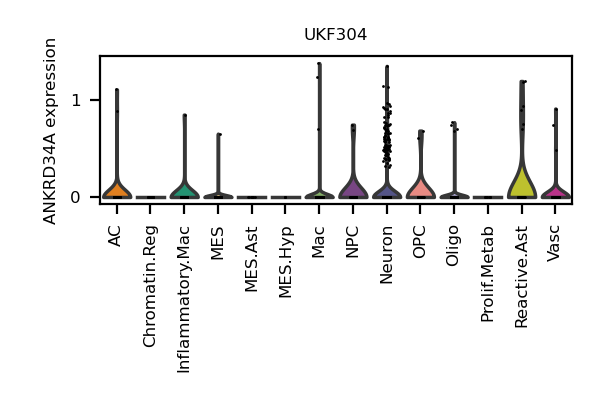 UKF304
ANKRD34A expression
1
0
AC
Chromatin.Reg
Inflammatory.Mac
MES
MES.Ast
MES.Hyp
Mac
NPC
Neuron
OPC
Oligo
Prolif.Metab
Reactive.Ast
Vasc